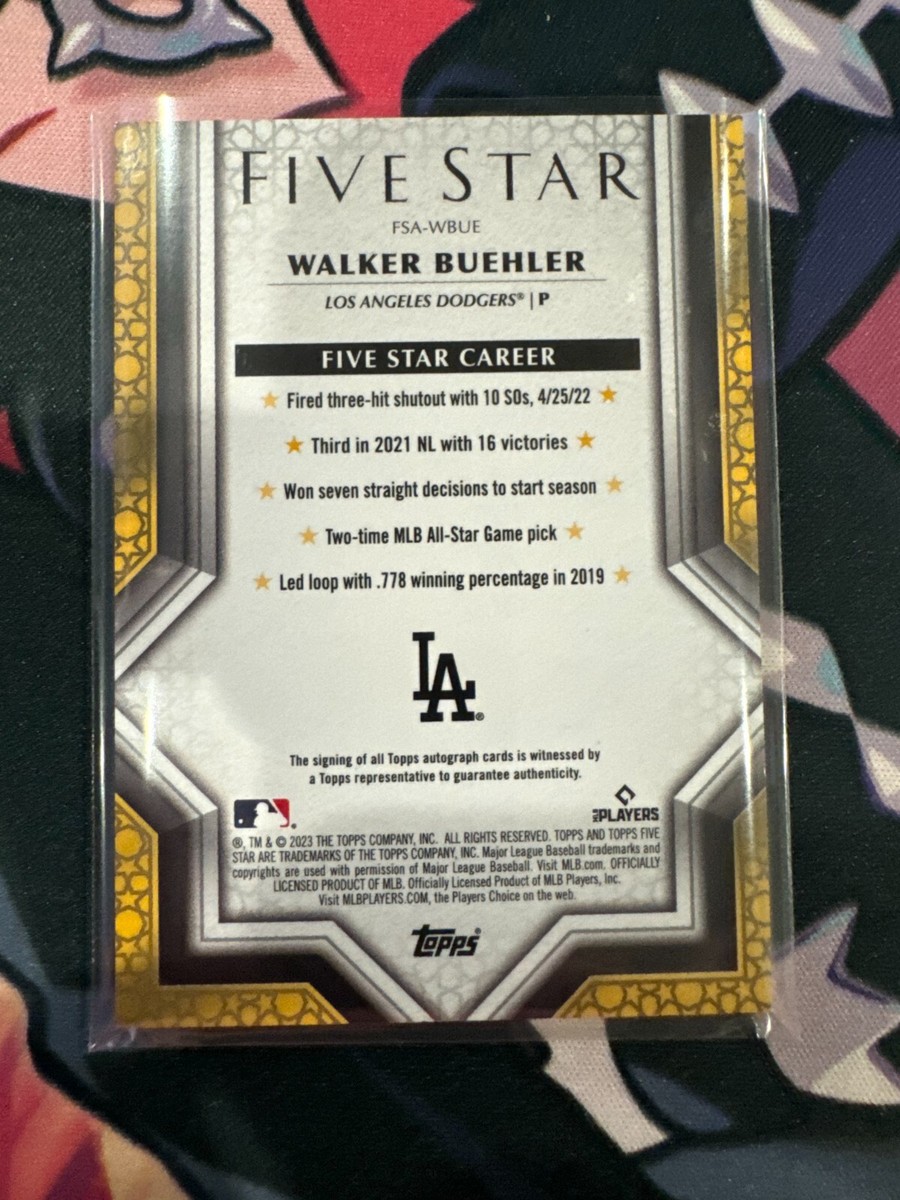 FIVE STAR
FSA-WBUE
WALKER BUEHLER
LOS ANGELES DODGERS® | P
FIVE STAR CAREER
Fired three-hit shutout with 10 SOs, 4/25/22
Third in 2021 NL with 16 victories
Won seven straight decisions to start season
Two-time MLB All-Star Game pick
Led loop with .778 winning percentage in 2019
LA®
The signing of all Topps autograph cards is witnessed by
a Topps representative to guarantee authenticity.
MLB PLAYERS
®, TM & © 2023 THE TOPPS COMPANY, INC. ALL RIGHTS RESERVED. TOPPS AND TOPPS FIVE
STAR ARE TRADEMARKS OF THE TOPPS COMPANY, INC. Major League Baseball trademarks and
copyrights are used with permission of Major League Baseball. Visit MLB.com. OFFICIALLY
LICENSED PRODUCT OF MLB. Officially Licensed Product of MLB Players, Inc.
Visit MLBPLAYERS.COM, the Players Choice on the web.
topps®